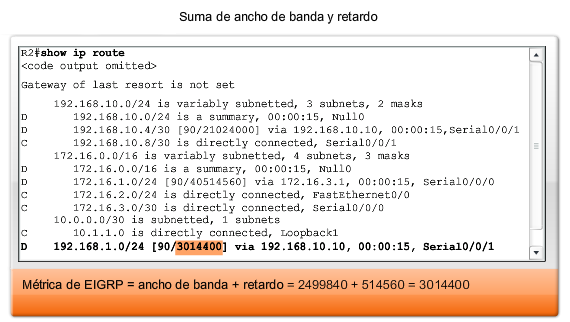 Suma de ancho de banda y retardo
R2#show ip route
<code output omitted>
Gateway of last resort is not set
192.168.10.0/24 is variably subnetted, 3 subnets, 2 masks
D 192.168.10.0/24 is a summary, 00:00:15, Null0
D 192.168.10.4/30 [90/21024000] via 192.168.10.10, 00:00:15,Serial0/0/1
C 192.168.10.8/30 is directly connected, Serial0/0/1
172.16.0.0/16 is variably subnetted, 4 subnets, 3 masks
D 172.16.0.0/16 is a summary, 00:00:15, Null0
D 172.16.1.0/24 [90/40514560] via 172.16.3.1, 00:00:15, Serial0/0/0
C 172.16.2.0/24 is directly connected, FastEthernet0/0
C 172.16.3.0/30 is directly connected, Serial0/0/0
10.0.0.0/30 is subnetted, 1 subnets
C 10.1.1.0 is directly connected, Loopback1
D 192.168.1.0/24 [90/3014400] via 192.168.10.10, 00:00:15, Serial0/0/1
Métrica de EIGRP = ancho de banda + retardo = 2499840 + 514560 = 3014400